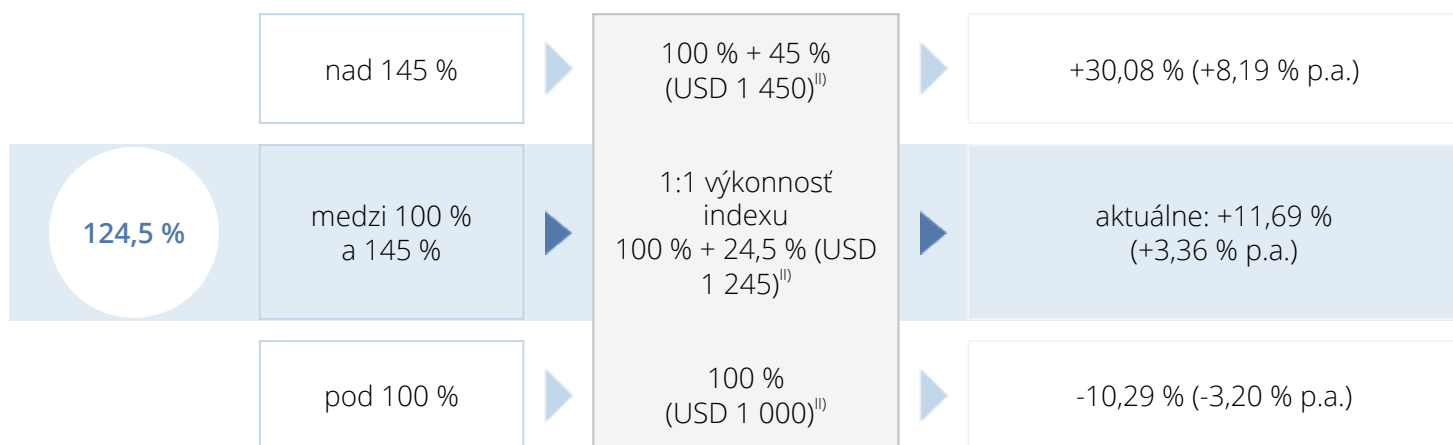 nad 145 %
100 % + 45 %
(USD 1 450)II)
+30,08 % (+8,19 % p.a.)
124,5 %
medzi 100 %
a 145 %
1:1 výkonnosť
indexu
100 % + 24,5 % (USD
1 245)II)
aktuálne: +11,69 %
(+3,36 % p.a.)
pod 100 %
100 %
(USD 1 000)II)
-10,29 % (-3,20 % p.a.)